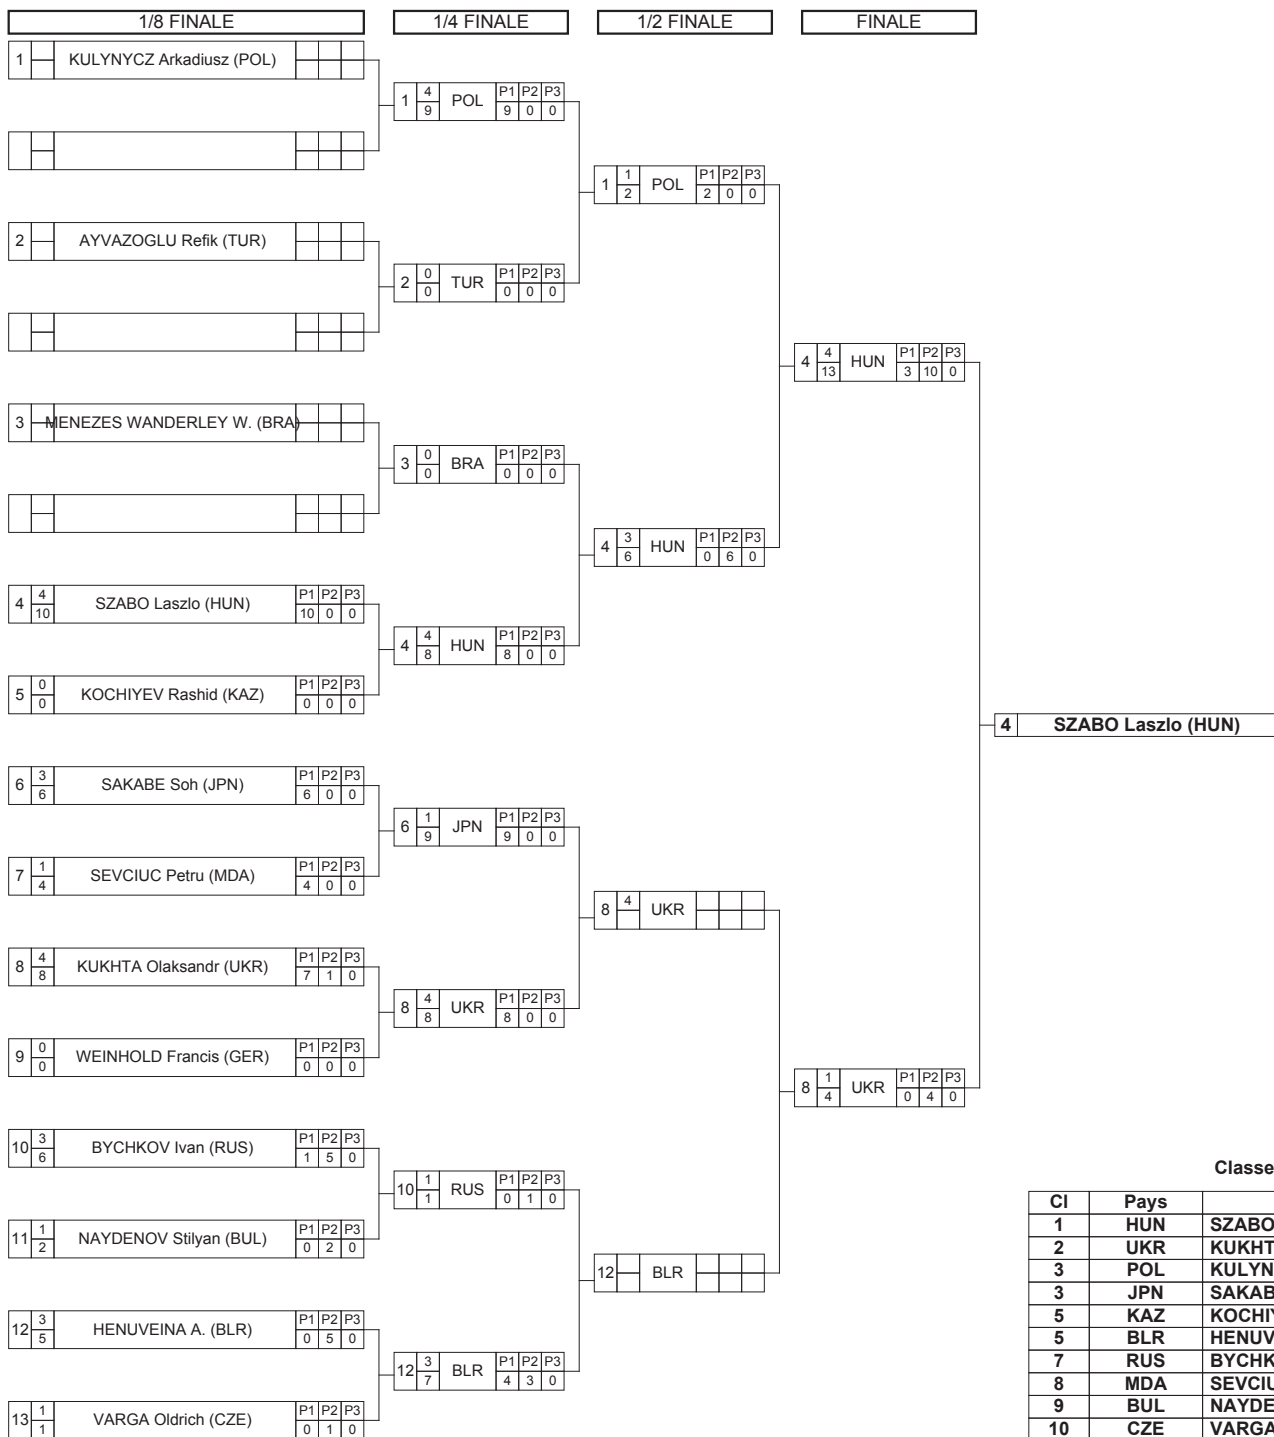 1/8 FINALE 1/4 FINALE 1/2 FINALE FINALE
1 KULYNYCZ Arkadiusz (POL)
1 4 9 POL P1 P2 P3 9 0 0
1 1 2 POL P1 P2 P3 2 0 0
2 AYVAZOGLU Refik (TUR)
2 0 0 TUR P1 P2 P3 0 0 0
4 4 13 HUN P1 P2 P3 3 10 0
3 MENEZES WANDERLEY W. (BRA)
3 0 0 BRA P1 P2 P3 0 0 0
4 3 6 HUN P1 P2 P3 0 6 0
4 4 10 SZABO Laszlo (HUN) P1 P2 P3 10 0 0
4 4 8 HUN P1 P2 P3 8 0 0
5 0 0 KOCHIYEV Rashid (KAZ) P1 P2 P3 0 0 0
4 SZABO Laszlo (HUN)
6 3 6 SAKABE Soh (JPN) P1 P2 P3 6 0 0
6 1 9 JPN P1 P2 P3 9 0 0
7 1 4 SEVCIUC Petru (MDA) P1 P2 P3 4 0 0
8 4 UKR
8 4 8 KUKHTA Olaksandr (UKR) P1 P2 P3 7 1 0
8 4 8 UKR P1 P2 P3 8 0 0
9 0 0 WEINHOLD Francis (GER) P1 P2 P3 0 0 0
8 1 4 UKR P1 P2 P3 0 4 0
10 3 6 BYCHKOV Ivan (RUS) P1 P2 P3 1 5 0
10 1 1 RUS P1 P2 P3 0 1 0
11 1 2 NAYDENOV Stilyan (BUL) P1 P2 P3 0 2 0
12 BLR
12 3 5 HENUVEINA A. (BLR) P1 P2 P3 0 5 0
12 3 7 BLR P1 P2 P3 4 3 0
13 1 1 VARGA Oldrich (CZE) P1 P2 P3 0 1 0
Classe
Cl Pays
1 HUN SZABO
2 UKR KUKHT
3 POL KULYN
3 JPN SAKAB
5 KAZ KOCHIY
5 BLR HENUV
7 RUS BYCHK
8 MDA SEVCIU
9 BUL NAYDE
10 CZE VARGA